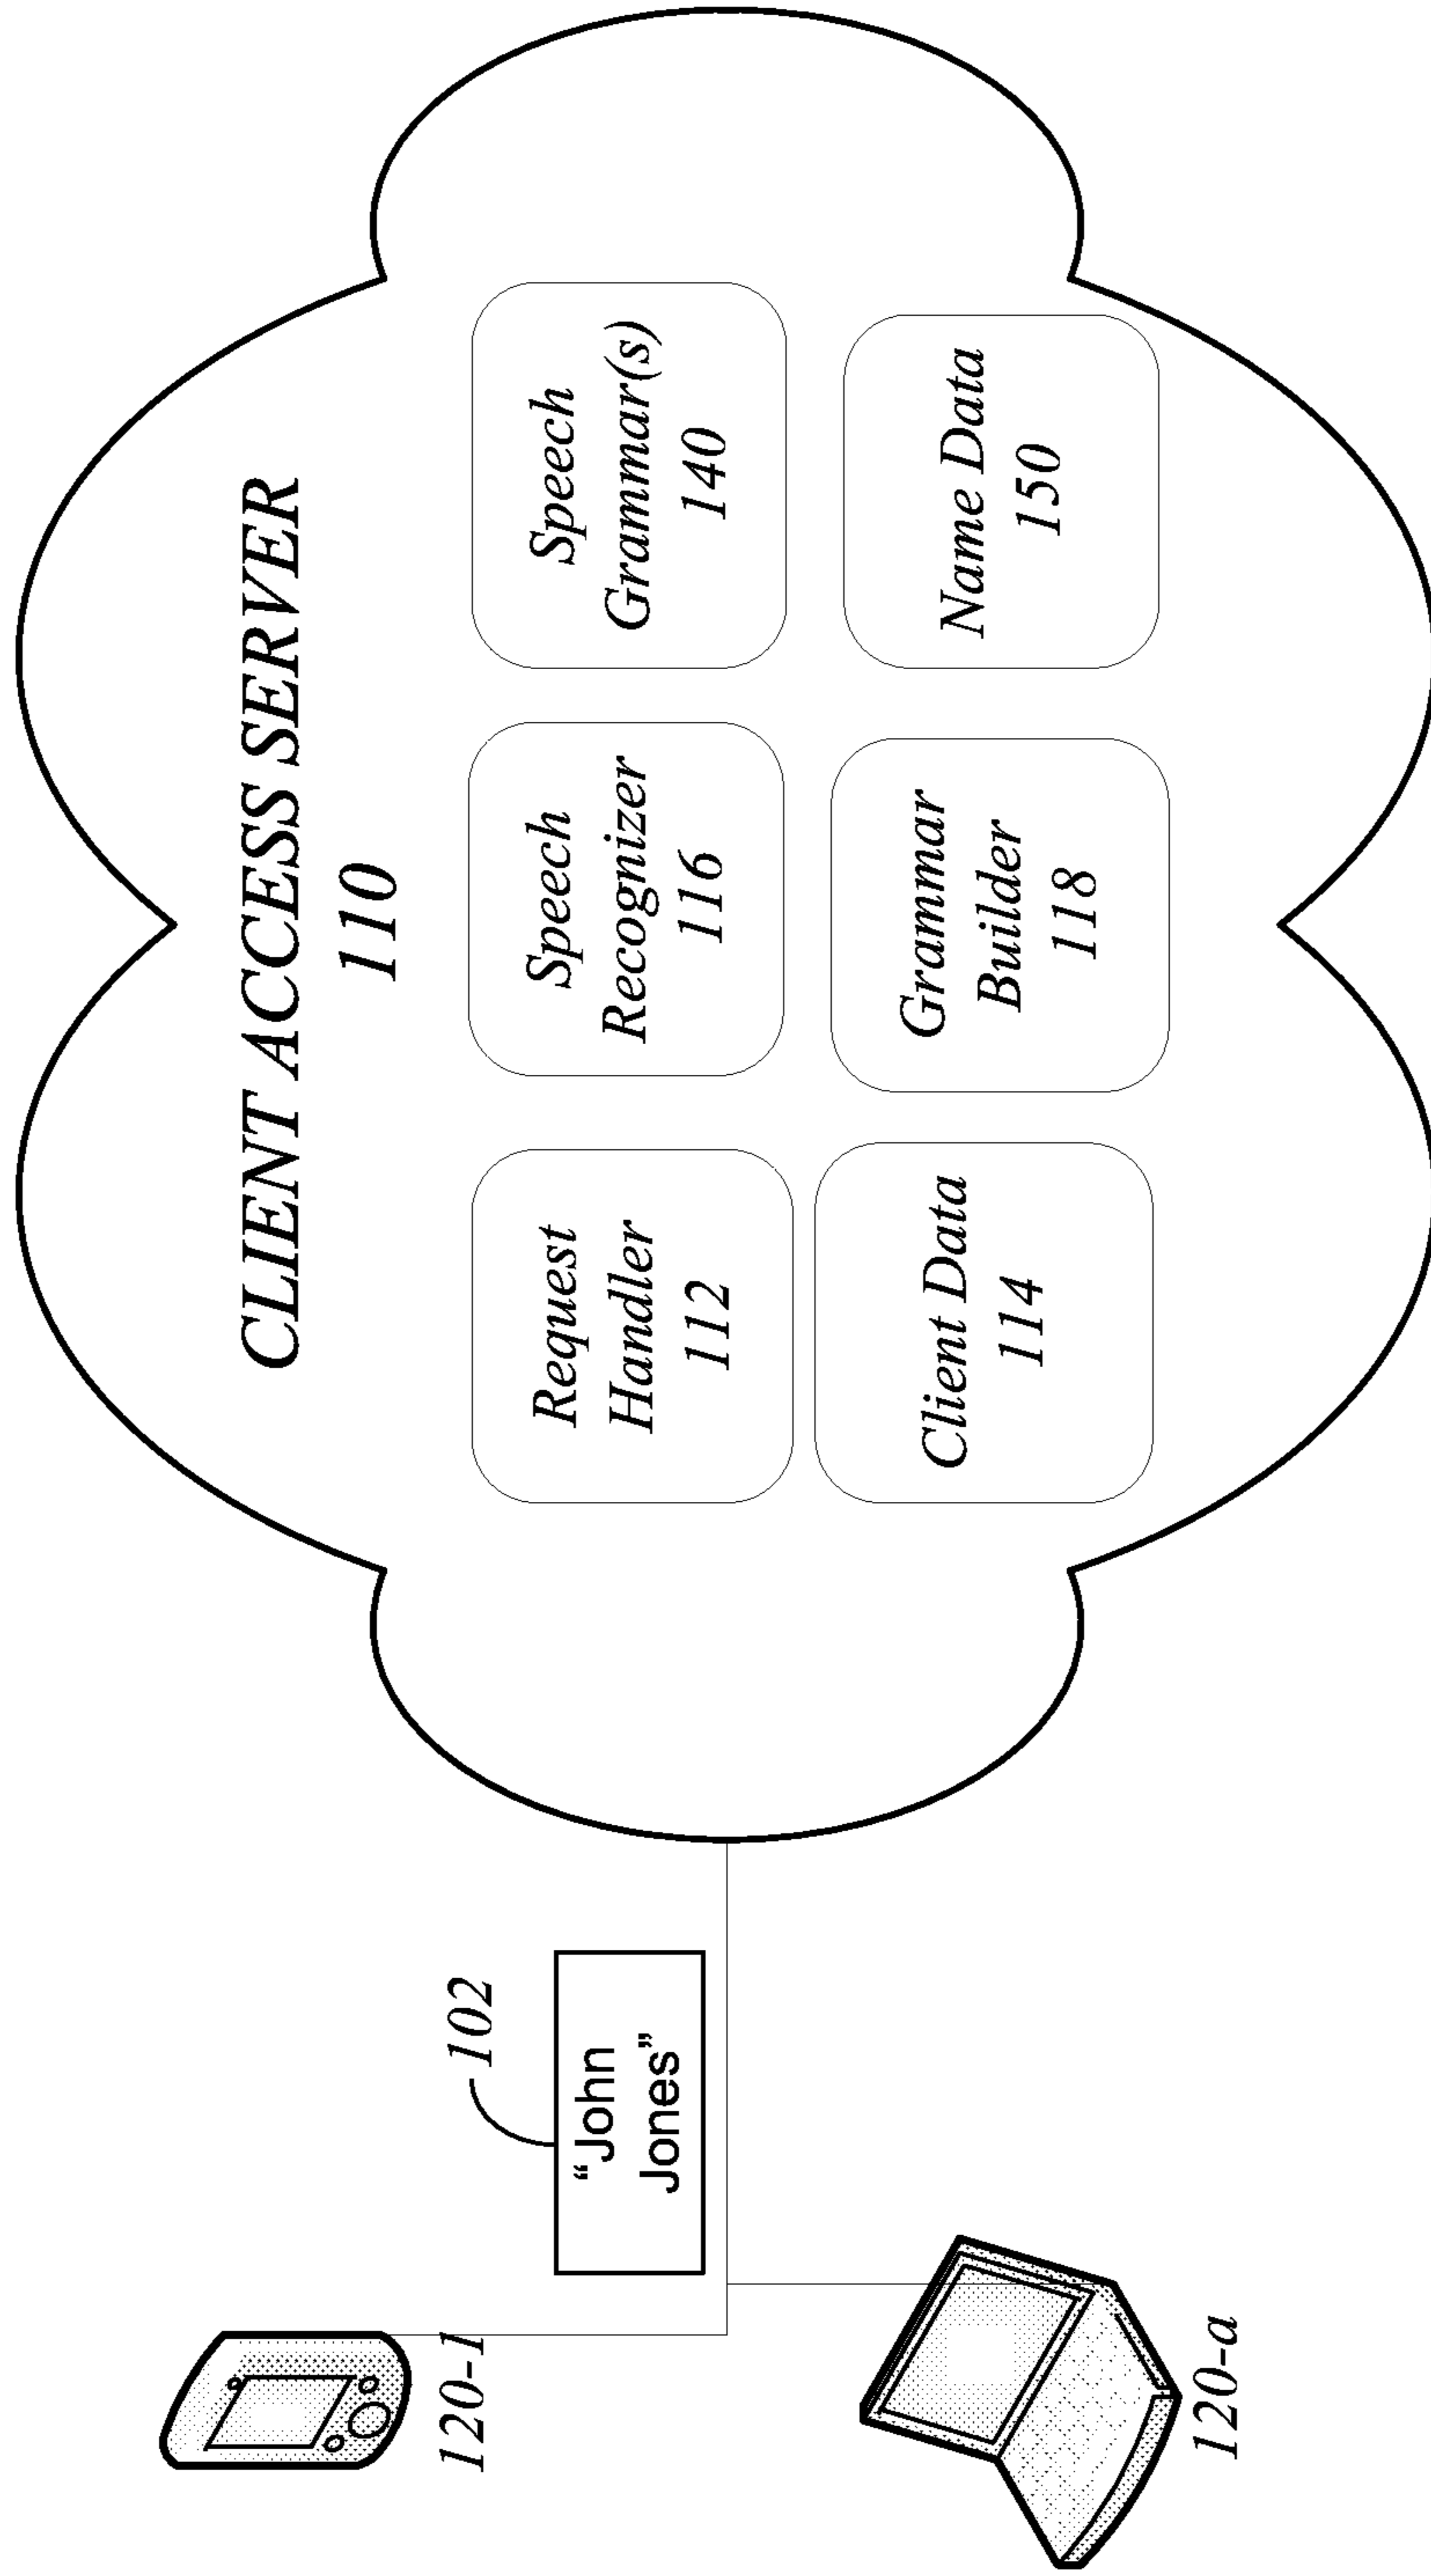 CLIENT ACCESS SERVER
110
120-1
102
“John
Jones”
Request
Handler
112
Speech
Recognizer
116
Speech
Grammar(s)
140
120-a
Client Data
114
Grammar
Builder
118
Name Data
150